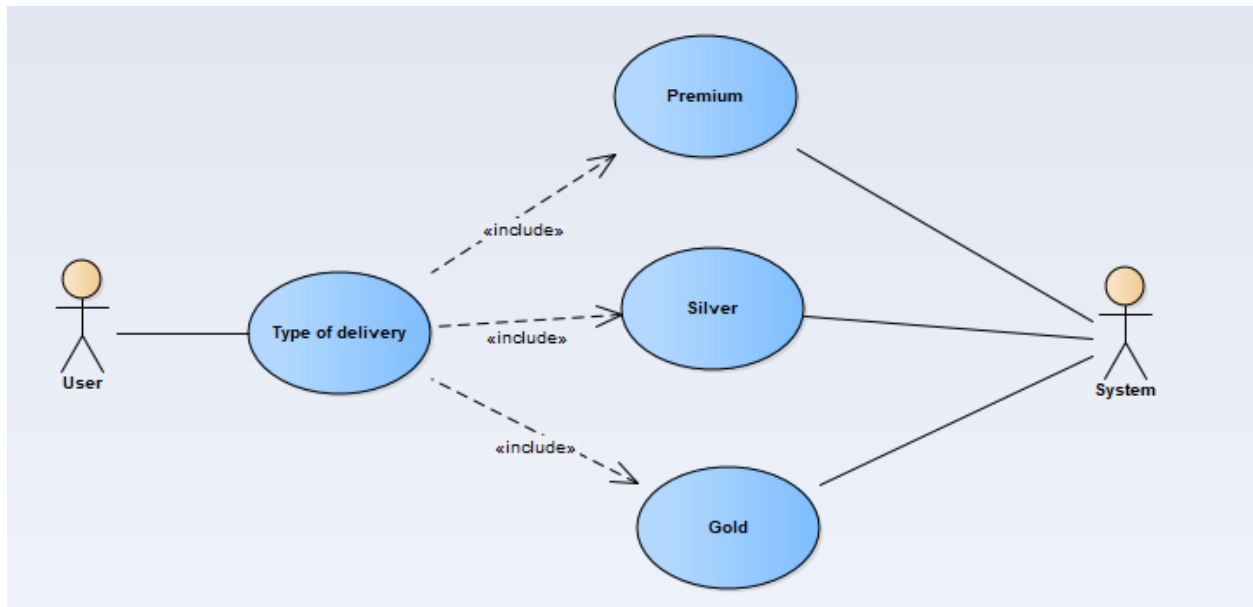 Premium
«include»
Silver
Type of delivery
«include»
User
System
«include»
Gold